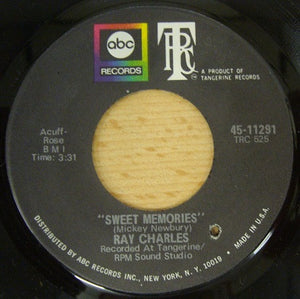 abc
RECORDS
TRC
A PRODUCT OF
TANGERINE RECORDS
Acuff-
Rose
BMI
Time: 3:31
45-11291
TRC 525
"SWEET MEMORIES"
(Mickey Newbury)
RAY CHARLES
Recorded At Tangerine/
RPM Sound Studio
DISTRIBUTED BY ABC RECORDS INC., NEW YORK, N.Y. 10019 • MADE IN U.S.A.